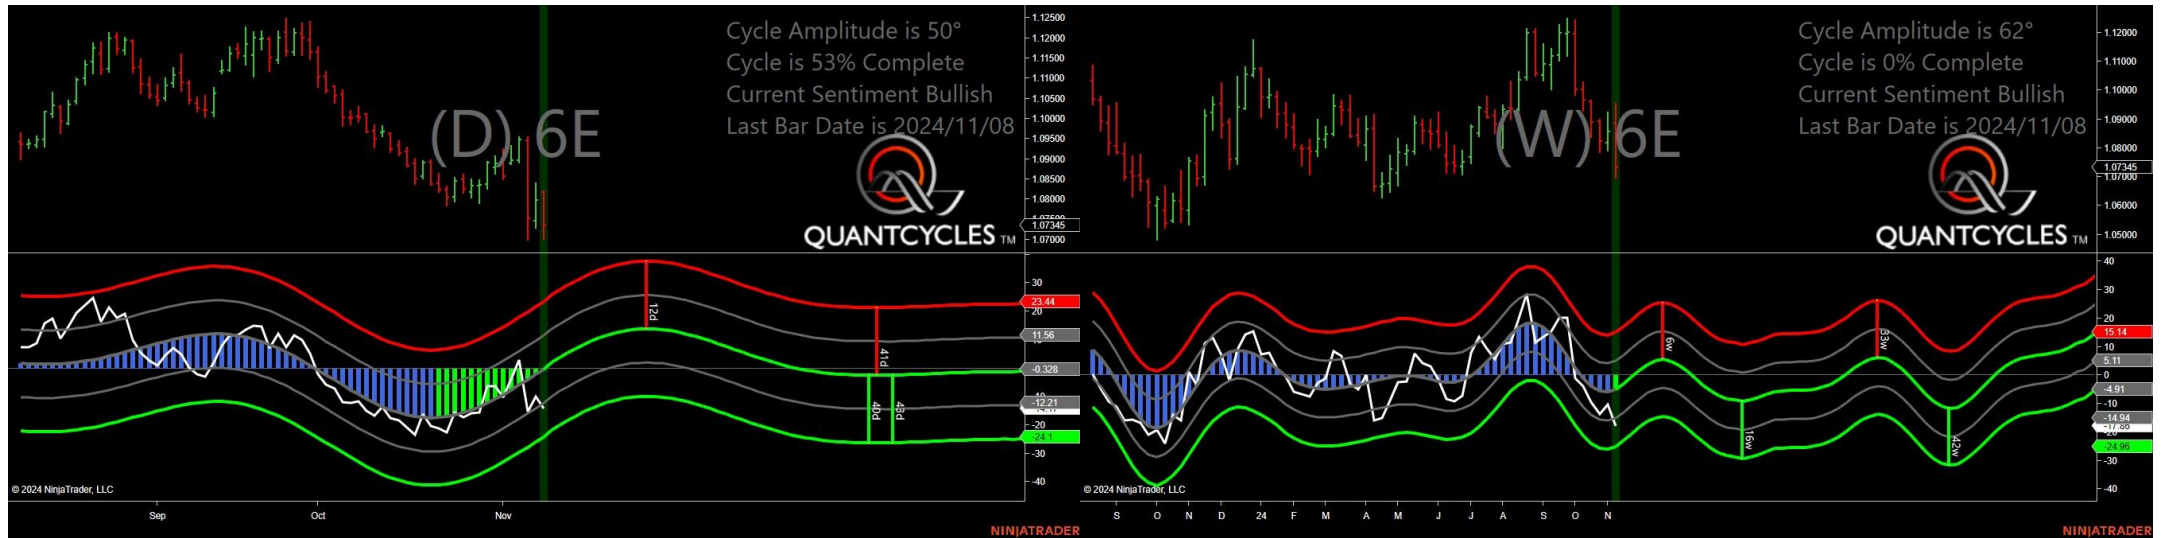 Cycle Amplitude is 50°
Cycle is 53% Complete
Current Sentiment Bullish
Last Bar Date is 2024/11/08
(D) 6E
QUANTCYCLES TM
1.12500
1.12000
1.11500
1.11000
1.10500
1.10000
1.09500
1.09000
1.08500
1.08000
1.07345
1.07000
12d
41d
40d
43d
30
23.44
20
11.56
-0.328
-12.21
-20
-24.1
-30
-40
© 2024 NinjaTrader, LLC
Sep Oct Nov
NINJATRADER
Cycle Amplitude is 62°
Cycle is 0% Complete
Current Sentiment Bullish
Last Bar Date is 2024/11/08
(W) 6E
QUANTCYCLES TM
1.12000
1.11000
1.10000
1.09000
1.08000
1.07345
1.07000
1.06000
1.05000
6w
16w
33w
42w
40
30
20
15.14
10
5.11
0
-4.91
-10
-14.94
-17.86
-24.96
-30
-40
© 2024 NinjaTrader, LLC
S O N D 24 F M A M J J A S O N
NINJATRADER